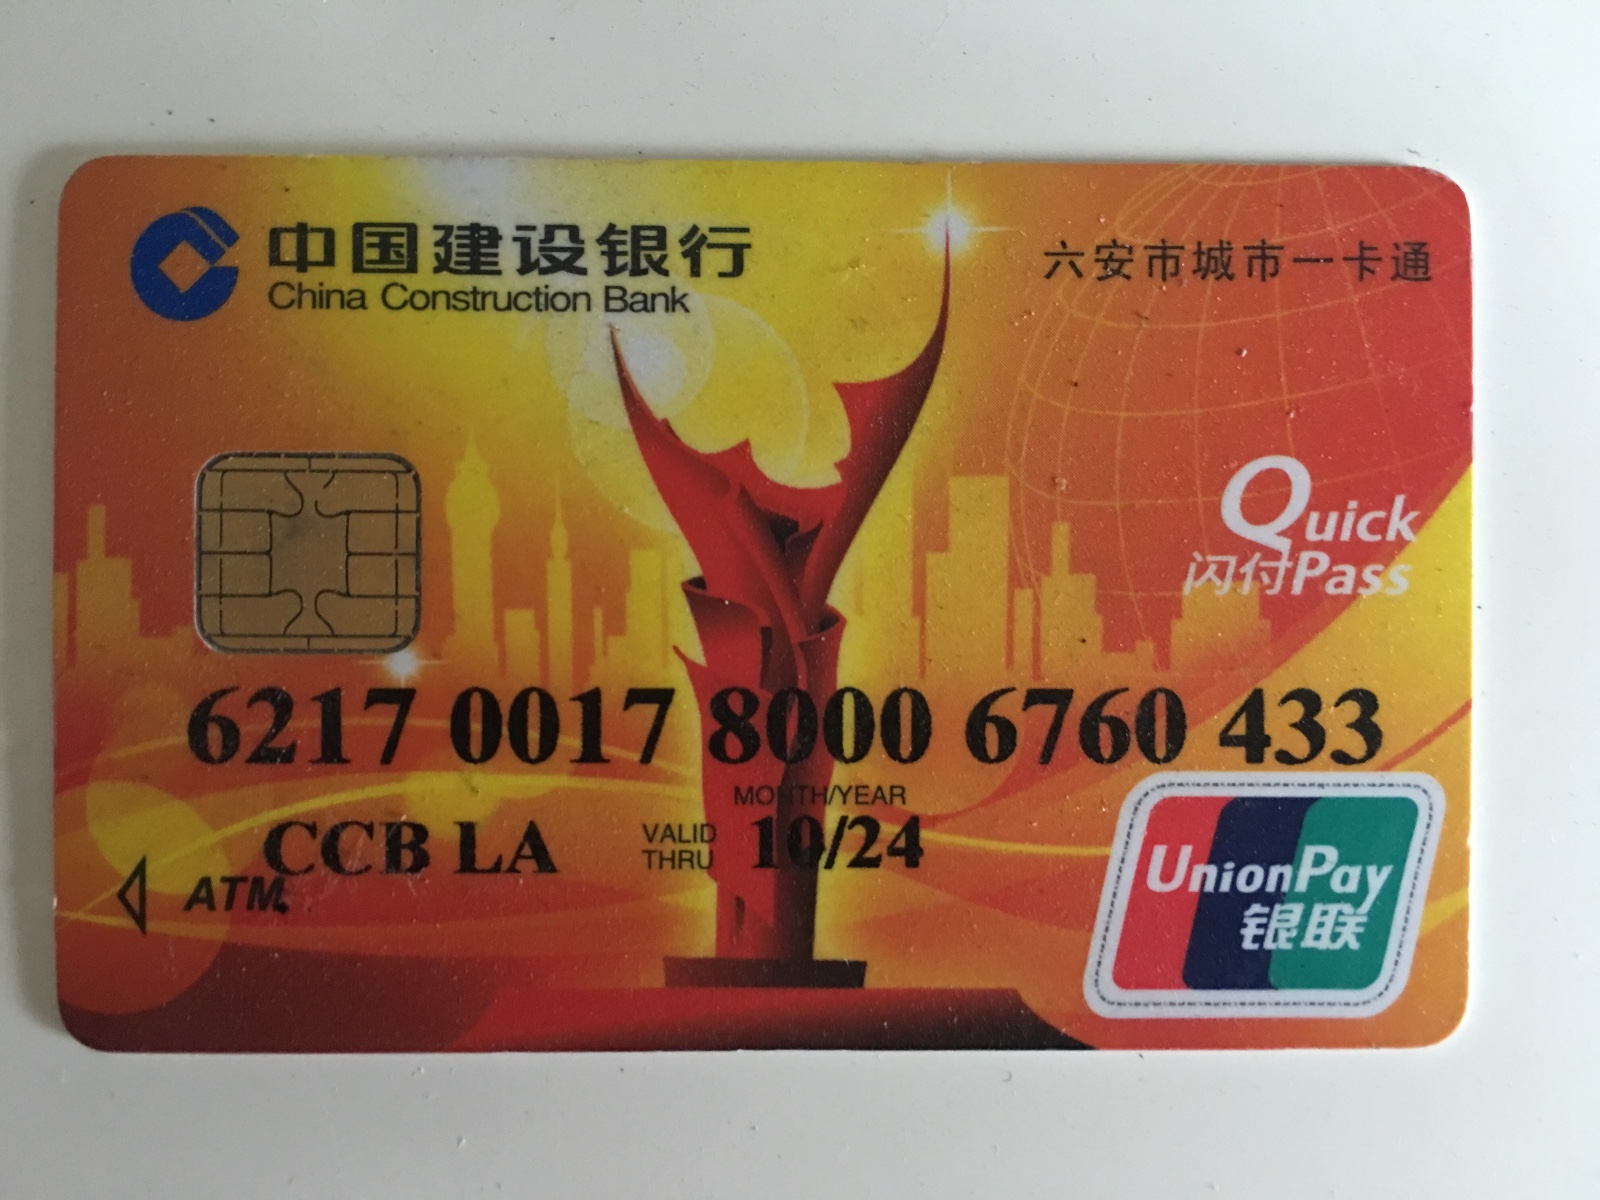 中国建设银行
China Construction Bank
六安市城市一卡通
Quick
闪付Pass
6217 0017 8000 6760 433
MONTH/YEAR
VALID
THRU
10/24
CCB LA
ATM
UnionPay
银联